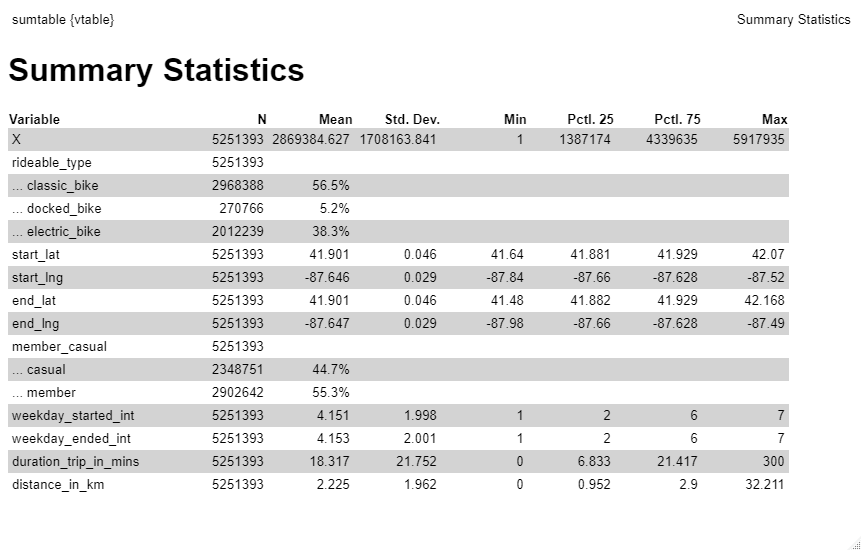 sumtable {vtable} Summary Statistics
Summary Statistics
Variable N Mean Std. Dev. Min Pctl. 25 Pctl. 75 Max
X 5251393 2869384.627 1708163.841 1 1387174 4339635 5917935
rideable_type 5251393
... classic_bike 2968388 56.5%
... docked_bike 270766 5.2%
... electric_bike 2012239 38.3%
start_lat 5251393 41.901 0.046 41.64 41.881 41.929 42.07
start_lng 5251393 -87.646 0.029 -87.84 -87.66 -87.628 -87.52
end_lat 5251393 41.901 0.046 41.48 41.882 41.929 42.168
end_lng 5251393 -87.647 0.029 -87.98 -87.66 -87.628 -87.49
member_casual 5251393
... casual 2348751 44.7%
... member 2902642 55.3%
weekday_started_int 5251393 4.151 1.998 1 2 6 7
weekday_ended_int 5251393 4.153 2.001 1 2 6 7
duration_trip_in_mins 5251393 18.317 21.752 0 6.833 21.417 300
distance_in_km 5251393 2.225 1.962 0 0.952 2.9 32.211